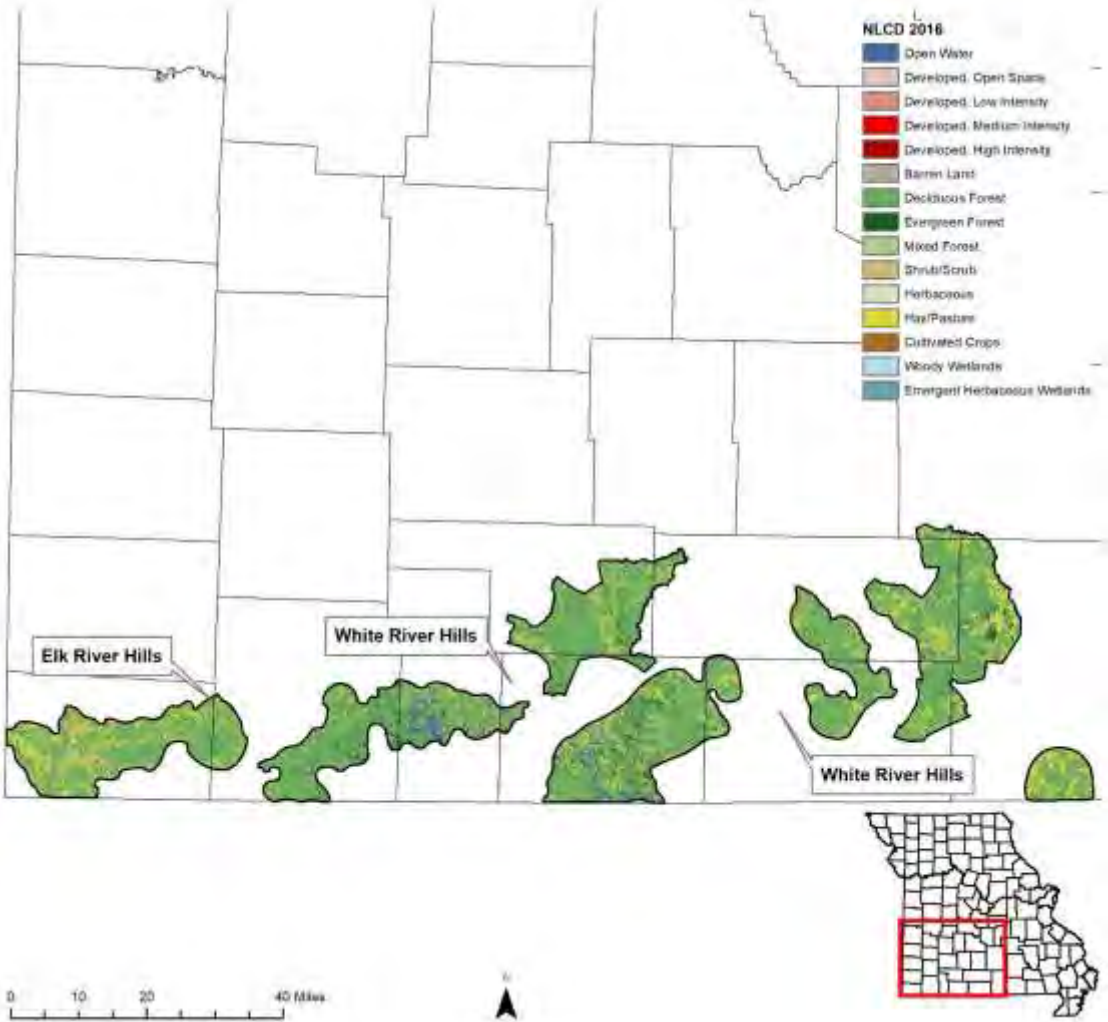 NLCD 2016
Open Water
Developed, Open Space
Developed, Low Intensity
Developed, Medium Intensity
Developed, High Intensity
Barren Land
Deciduous Forest
Evergreen Forest
Mixed Forest
Shrub/Scrub
Herbaceous
Hay/Pasture
Cultivated Crops
Woody Wetlands
Emergent Herbaceous Wetlands
White River Hills
Elk River Hills
White River Hills
0 10 20 40 Miles
N